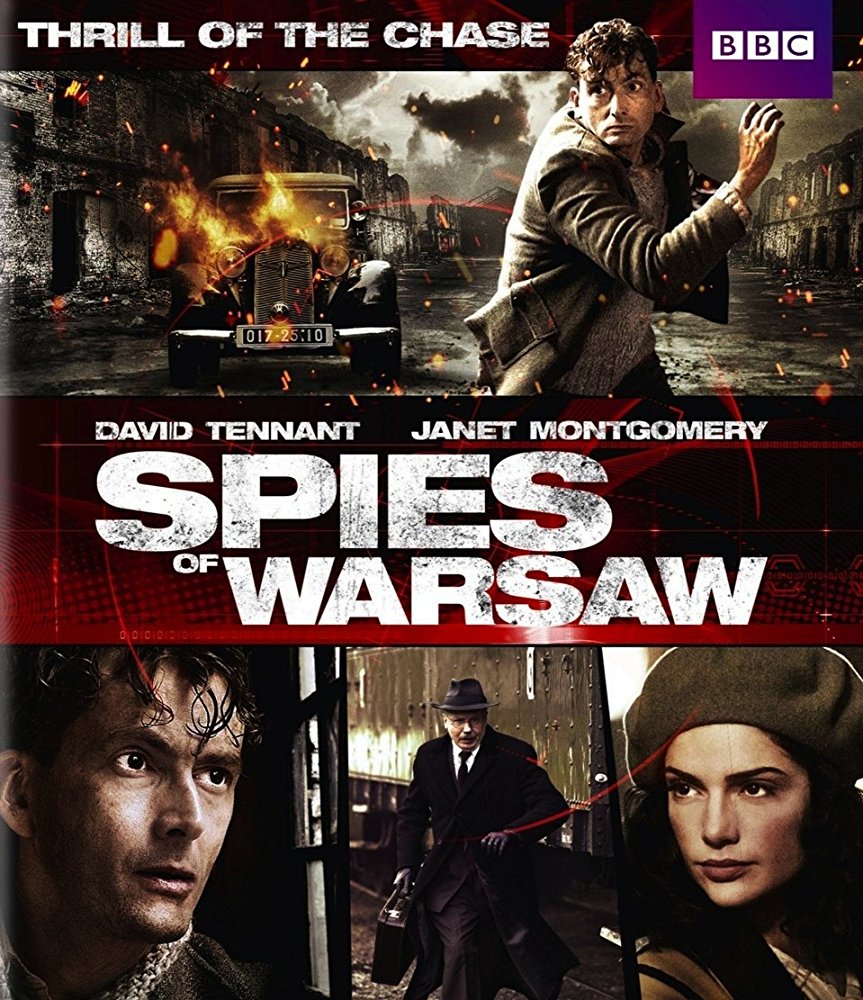 THRILL OF THE CHASE
BBC
017-25:10
DAVID TENNANT JANET MONTGOMERY
SPIES
OF WARSAW